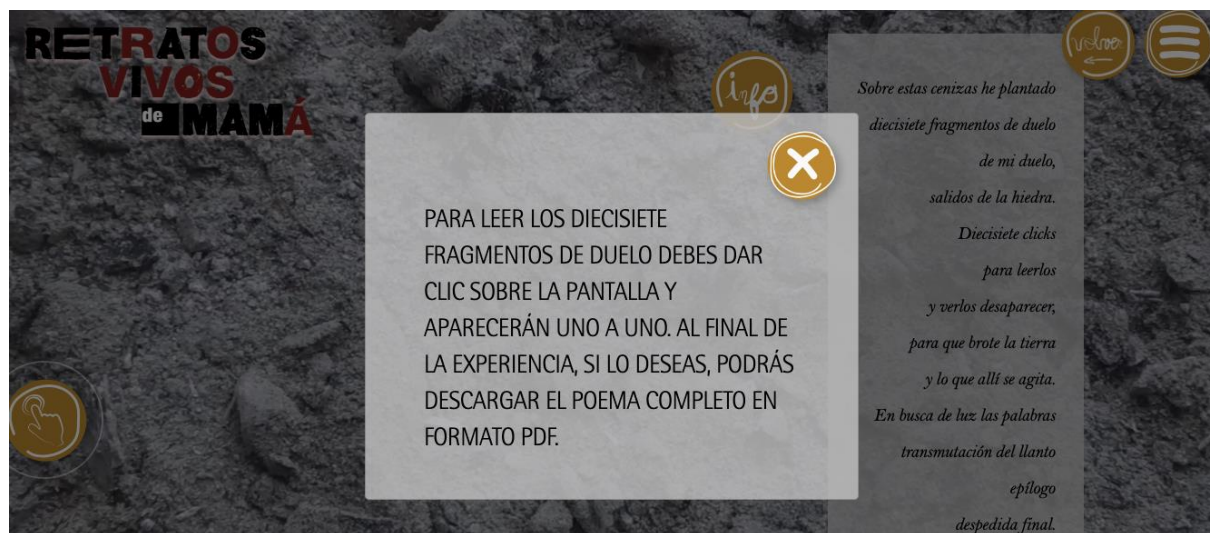 RETRATOS
VIVOS
de MAMÁ
info
volver
PARA LEER LOS DIECISIETE
FRAGMENTOS DE DUELO DEBES DAR
CLIC SOBRE LA PANTALLA Y
APARECERÁN UNO A UNO. AL FINAL DE
LA EXPERIENCIA, SI LO DESEAS, PODRÁS
DESCARGAR EL POEMA COMPLETO EN
FORMATO PDF.
Sobre estas cenizas he plantado
diecisiete fragmentos de duelo
de mi duelo,
salidos de la hiedra.
Diecisiete clicks
para leerlos
y verlos desaparecer,
para que brote la tierra
y lo que allí se agita.
En busca de luz las palabras
transmutación del llanto
epílogo
despedida final.